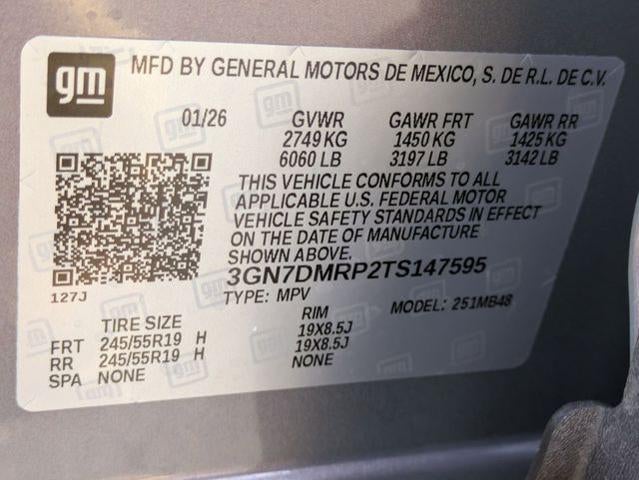 gm
MFD BY GENERAL MOTORS DE MEXICO, S. DE R.L. DE C.V.
01/26 GVWR GAWR FRT GAWR RR
2749 KG 1450 KG 1425 KG
6060 LB 3197 LB 3142 LB
THIS VEHICLE CONFORMS TO ALL
APPLICABLE U.S. FEDERAL MOTOR
VEHICLE SAFETY STANDARDS IN EFFECT
ON THE DATE OF MANUFACTURE
SHOWN ABOVE.
127J
3GN7DMRP2TS147595
TYPE: MPV MODEL: 251MB48
TIRE SIZE RIM
FRT 245/55R19 H 19X8.5J
RR 245/55R19 H 19X8.5J
SPA NONE NONE